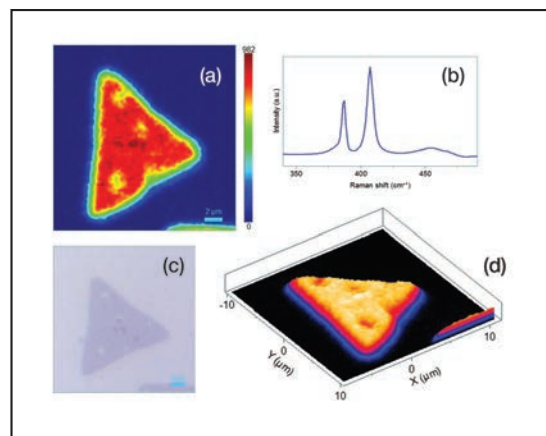 (a)
982
0
2 µm
(b)
Intensity (a.u.)
350
400
450
Raman shift (cm⁻¹)
(c)
(d)
-10
0
10
Y (µm)
0
10
X (µm)